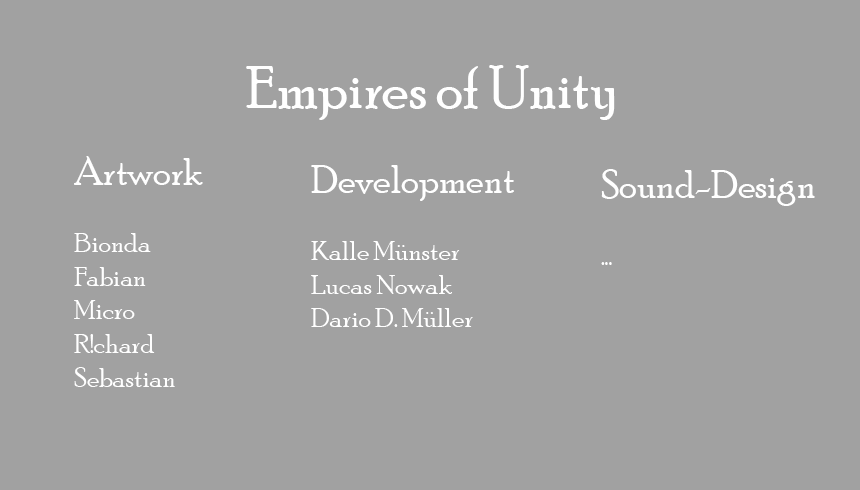 Empires of Unity
Artwork
Bionda
Fabian
Micro
R!chard
Sebastian
Development
Kalle Münster
Lucas Nowak
Dario D. Müller
Sound-Design
...